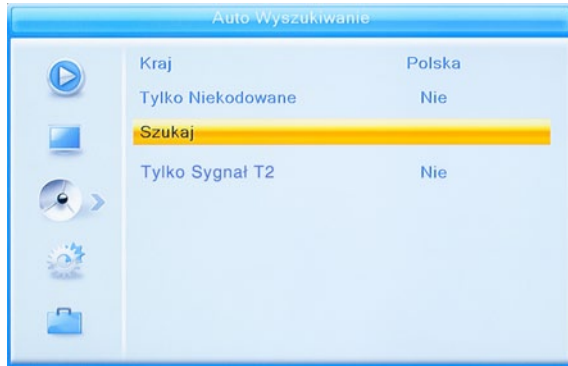 Auto Wyszukiwanie
Kraj Polska
Tylko Niekodowane Nie
Szukaj
Tylko Sygnał T2 Nie